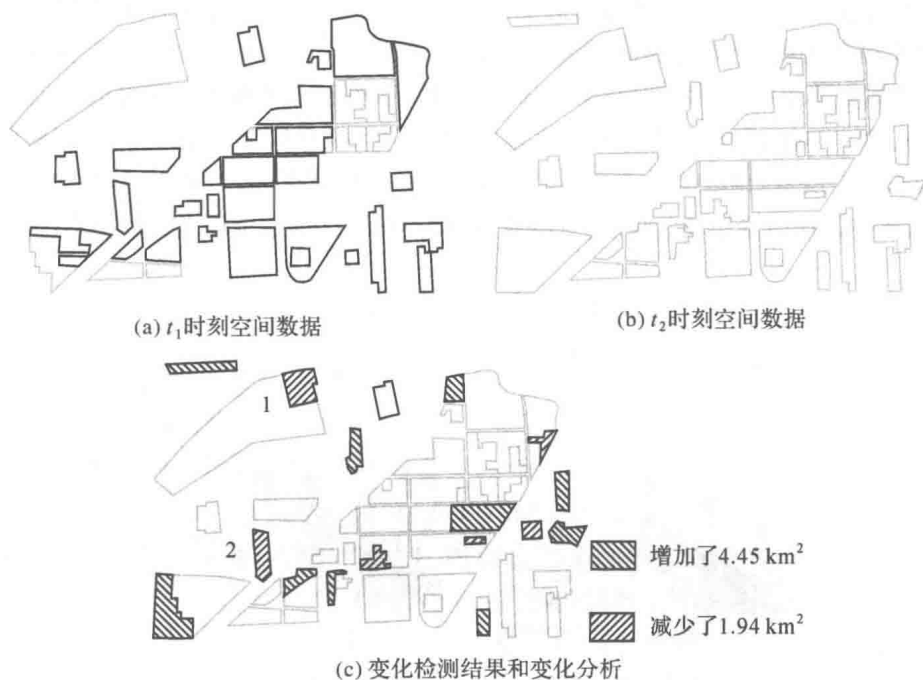 (a) t₁时刻空间数据
(b) t₂时刻空间数据
1
2
增加了4.45 km²
减少了1.94 km²
(c) 变化检测结果和变化分析